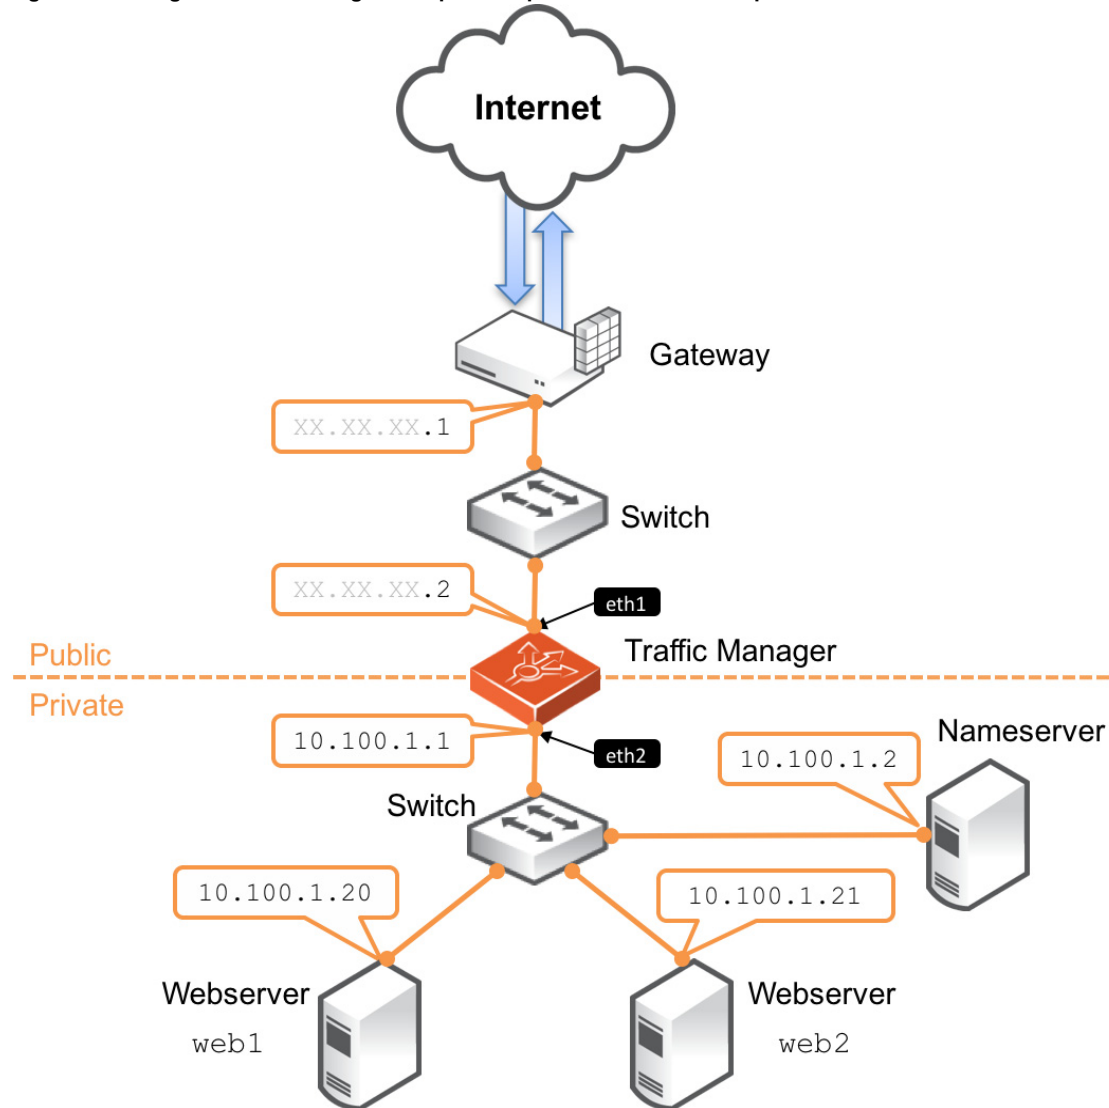 Internet
Gateway
XX.XX.XX.1
Switch
XX.XX.XX.2
eth1
Traffic Manager
Public
Private
10.100.1.1
eth2
Nameserver
10.100.1.2
Switch
10.100.1.20
10.100.1.21
Webserver
web1
Webserver
web2